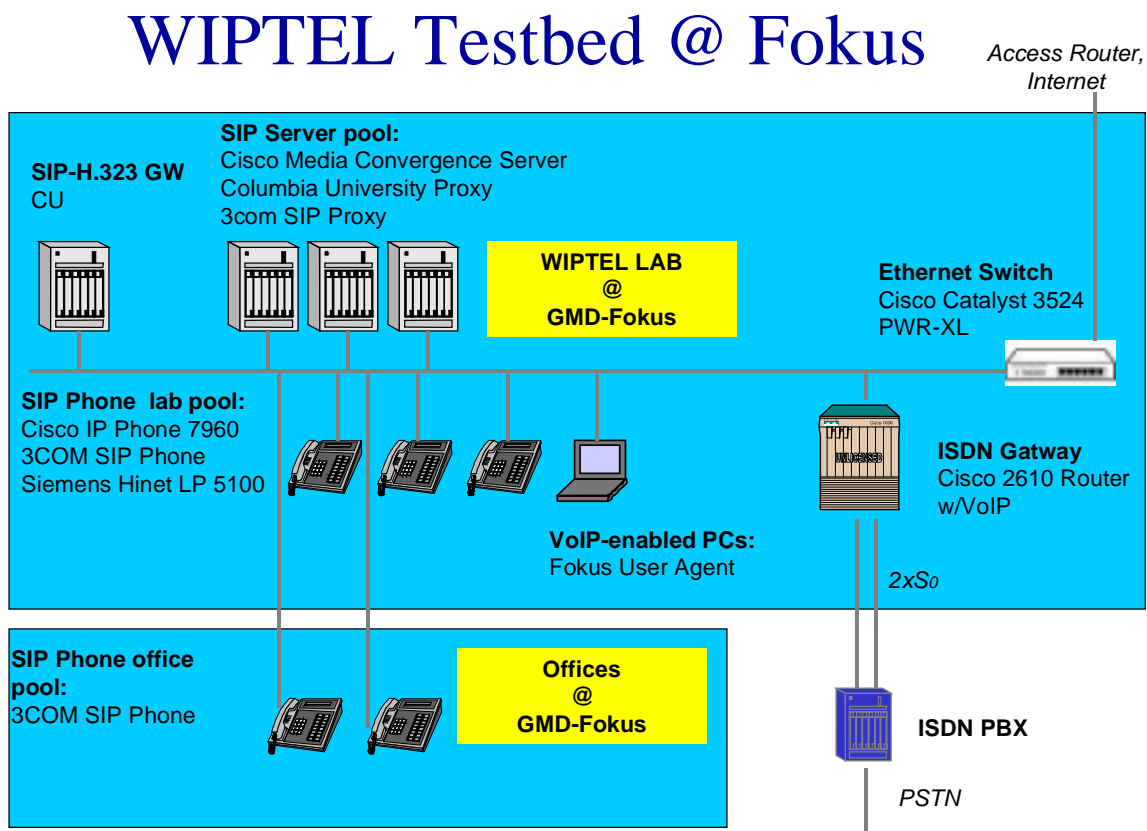 WIPTEL Testbed @ Fokus
Access Router,
Internet
SIP Server pool:
Cisco Media Convergence Server
Columbia University Proxy
3com SIP Proxy
SIP-H.323 GW
CU
WIPTEL LAB
@
GMD-Fokus
Ethernet Switch
Cisco Catalyst 3524
PWR-XL
SIP Phone lab pool:
Cisco IP Phone 7960
3COM SIP Phone
Siemens Hinet LP 5100
Cisco 7000
UNLICENSED
ISDN Gatway
Cisco 2610 Router
w/VoIP
VoIP-enabled PCs:
Fokus User Agent
2xS0
SIP Phone office
pool:
3COM SIP Phone
Offices
@
GMD-Fokus
ISDN PBX
PSTN